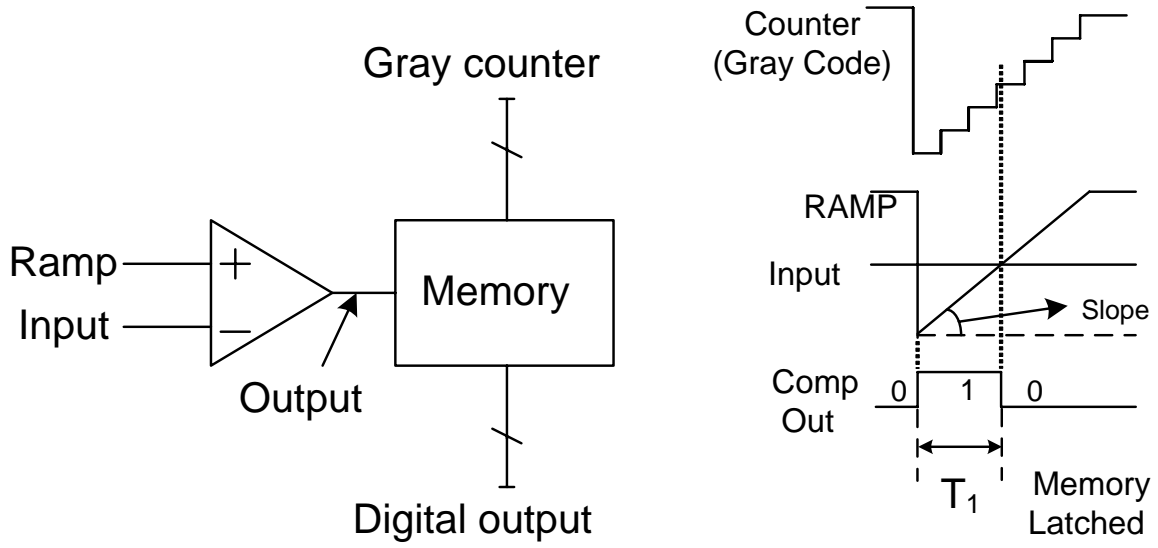 Gray counter
Ramp
+
Input
−
Memory
Output
Digital output
Counter
(Gray Code)
RAMP
Input
Slope
Comp
Out
0
1
0
T1
Memory
Latched